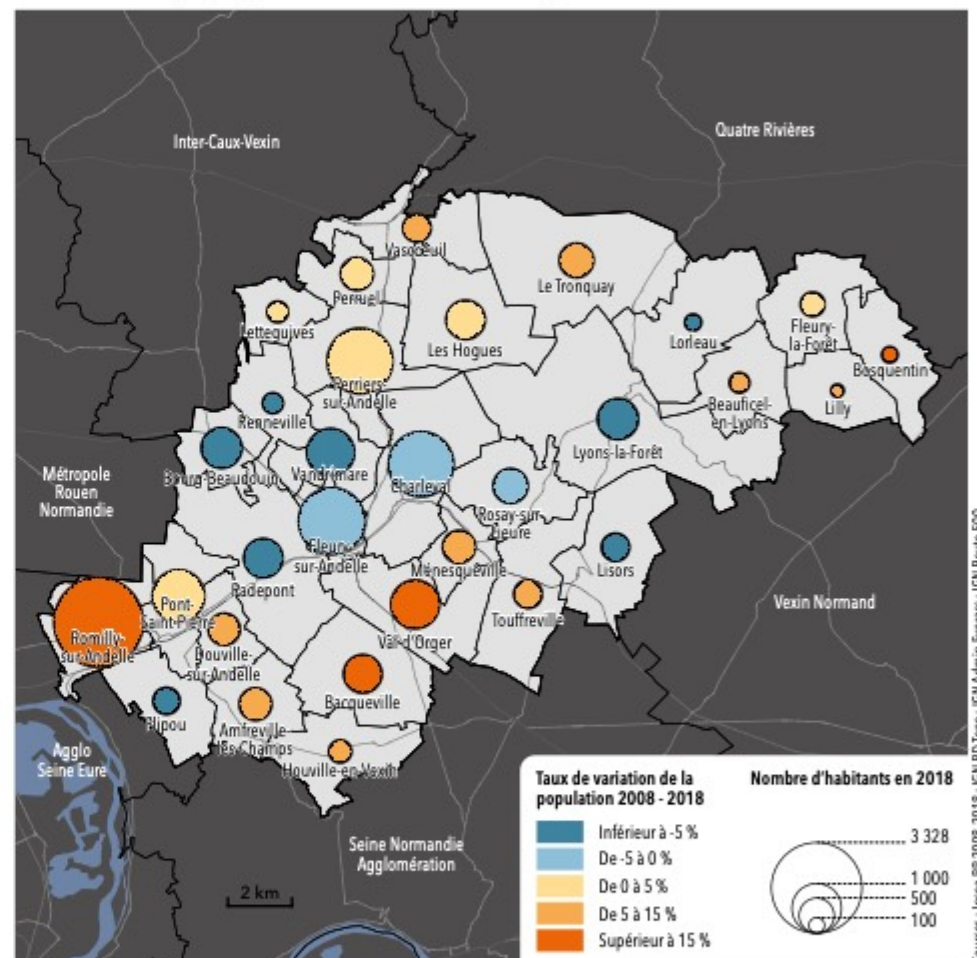 Inter-Caux-Vexin
Quatre Rivières
Vascœuil
Le Tronquay
Perruel
Letteguives
Les Hogues
Lorleau
Fleury-
la-Forêt
Bosquentin
Perriers-
sur-Andelle
Beauficel-
en-Lyons
Lilly
Renneville
Lyons-la-Forêt
Bourg-Beaudouin
Vandrimare
Charleval
Métropole
Rouen
Normandie
Rosay-sur-
Lieure
Fleury-
sur-Andelle
Ménesqueville
Lisors
Radepont
Pont-
Saint-Pierre
Touffreville
Vexin Normand
Romilly-
sur-Andelle
Val-d'Orger
Douville-
sur-Andelle
Bacqueville
Flipou
Amfreville-
les-Champs
Houville-en-Vexin
Agglo
Seine Eure
Seine Normandie
Agglomération
2 km
Taux de variation de la
population 2008 - 2018
Inférieur à -5 %
De -5 à 0 %
De 0 à 5 %
De 5 à 15 %
Supérieur à 15 %
Nombre d'habitants en 2018
3 328
1 000
500
100